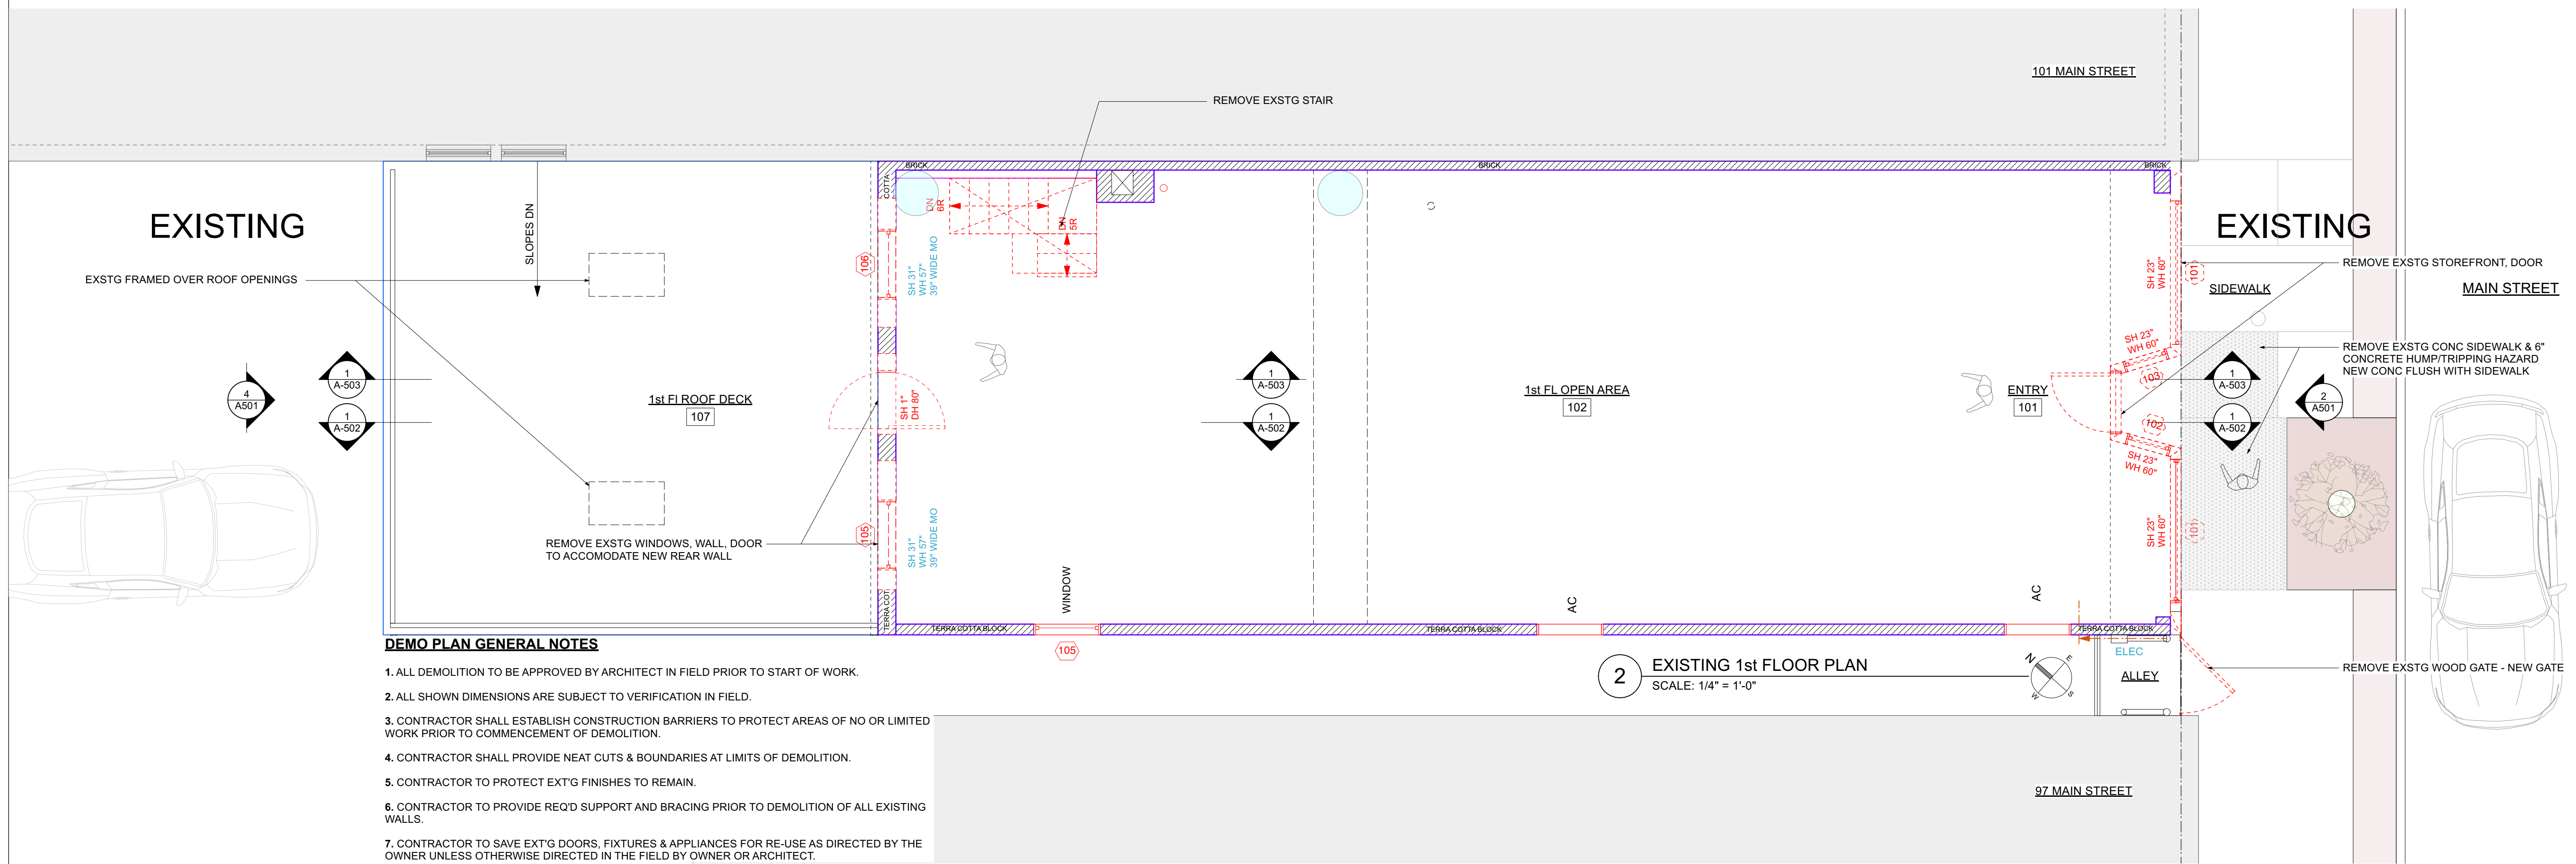 101 MAIN STREET
REMOVE EXSTG STAIR
BRICK
BRICK
BRICK
COTTA
EXISTING
SLOPES DN
EXSTG FRAMED OVER ROOF OPENINGS
DN
6R
DN
5R
106
SH 31"
WH 57"
39" WIDE MO
EXISTING
REMOVE EXSTG STOREFRONT, DOOR
SH 23"
WH 60"
101
SIDEWALK
MAIN STREET
SH 23"
WH 60"
103
REMOVE EXSTG CONC SIDEWALK & 6"
CONCRETE HUMP/TRIPPING HAZARD
NEW CONC FLUSH WITH SIDEWALK
4
A501
1
A-503
1
A-502
1st Fl ROOF DECK
107
SH 1"
DH 80"
1
A-503
1
A-502
1st FL OPEN AREA
102
ENTRY
101
1
A-503
1
A-502
2
A501
102
SH 23"
WH 60"
REMOVE EXSTG WINDOWS, WALL, DOOR
TO ACCOMODATE NEW REAR WALL
105
SH 31"
WH 57"
39" WIDE MO
SH 23"
WH 60"
101
WINDOW
AC
AC
TERRA COT
TERRA COTTA BLOCK
TERRA COTTA BLOCK
TERRA COTTA BLOCK
105
ELEC
ALLEY
REMOVE EXSTG WOOD GATE - NEW GATE
2
EXISTING 1st FLOOR PLAN
SCALE: 1/4" = 1'-0"
N
E
S
W
DEMO PLAN GENERAL NOTES
1. ALL DEMOLITION TO BE APPROVED BY ARCHITECT IN FIELD PRIOR TO START OF WORK.
2. ALL SHOWN DIMENSIONS ARE SUBJECT TO VERIFICATION IN FIELD.
3. CONTRACTOR SHALL ESTABLISH CONSTRUCTION BARRIERS TO PROTECT AREAS OF NO OR LIMITED
WORK PRIOR TO COMMENCEMENT OF DEMOLITION.
4. CONTRACTOR SHALL PROVIDE NEAT CUTS & BOUNDARIES AT LIMITS OF DEMOLITION.
5. CONTRACTOR TO PROTECT EXT'G FINISHES TO REMAIN.
6. CONTRACTOR TO PROVIDE REQ'D SUPPORT AND BRACING PRIOR TO DEMOLITION OF ALL EXISTING
WALLS.
7. CONTRACTOR TO SAVE EXT'G DOORS, FIXTURES & APPLIANCES FOR RE-USE AS DIRECTED BY THE
OWNER UNLESS OTHERWISE DIRECTED IN THE FIELD BY OWNER OR ARCHITECT.
97 MAIN STREET